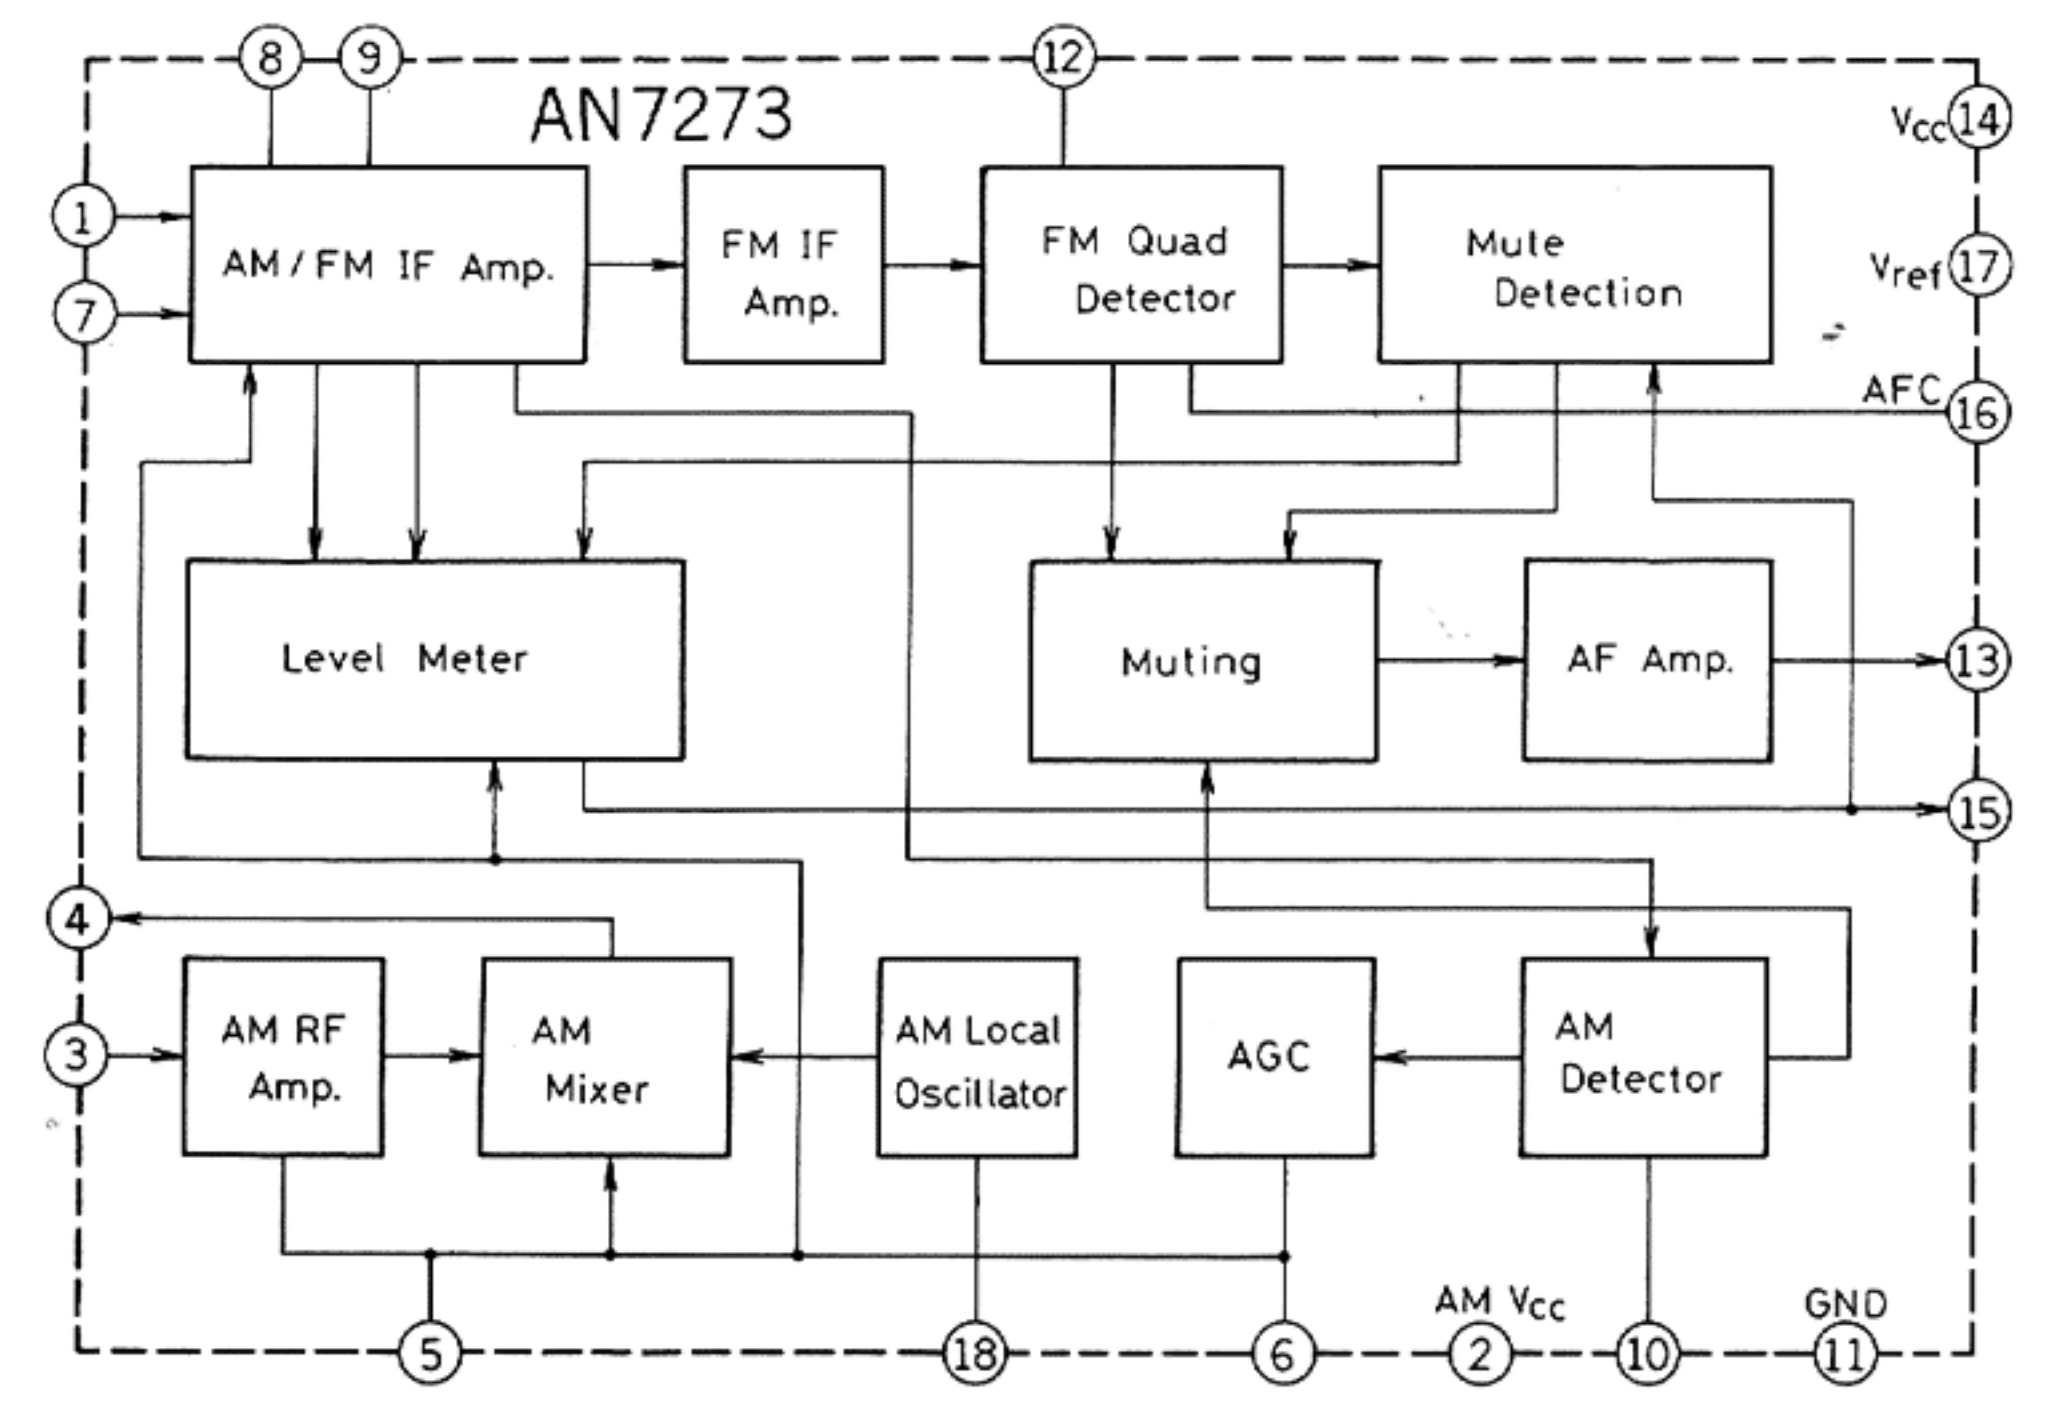 8 9 12
AN7273
Vcc 14
1
AM/FM IF Amp.
FM IF
Amp.
FM Quad
Detector
Mute
Detection
Vref 17
7
AFC 16
Level Meter
Muting
AF Amp.
13
15
4
3
AM RF
Amp.
AM
Mixer
AM Local
Oscillator
AGC
AM
Detector
AM Vcc
GND
5 18 6 2 10 11